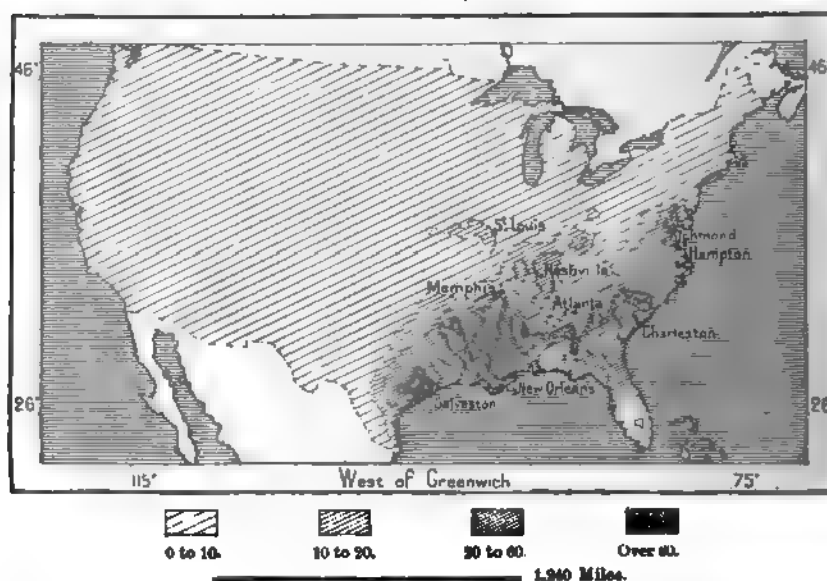 46°
46
St. Louis
Richmond
Hampton
Nashville
Memphis
Atlanta
Charleston
New Orleans
Galveston
26°
26
115°
West of Greenwich
75°
0 to 10.
10 to 20.
20 to 60.
Over 60.
1,240 Miles.